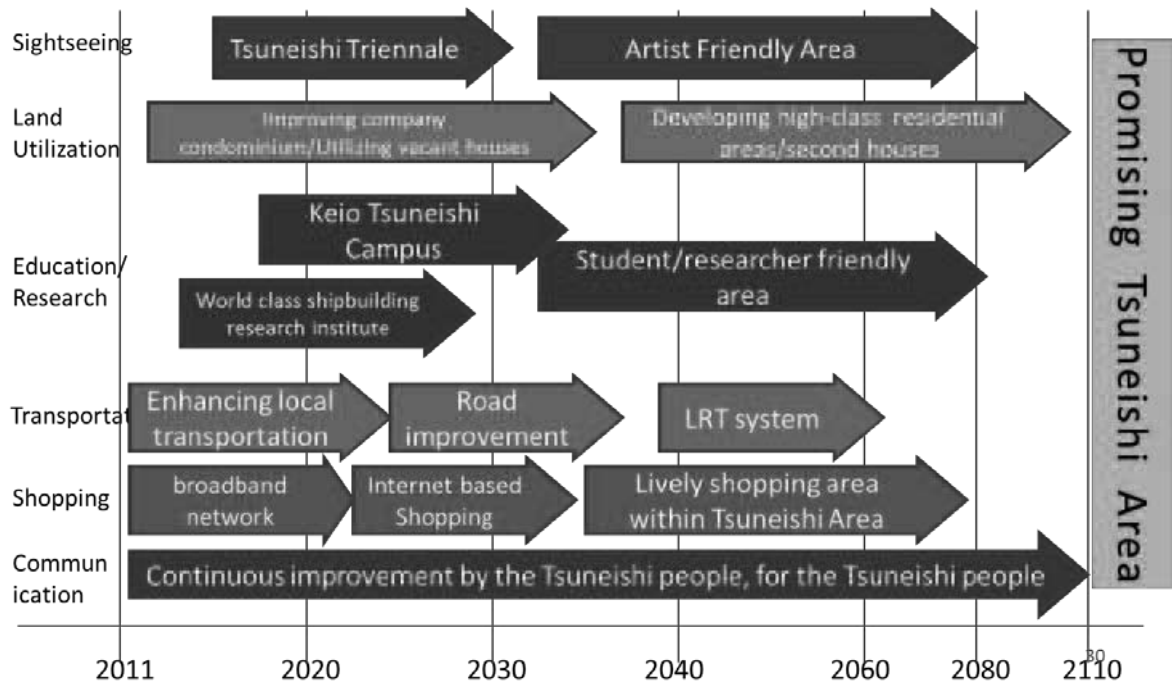 Sightseeing
Tsuneishi Triennale
Artist Friendly Area
Land
Utilization
Improving company
condominium/Utilizing vacant houses
Developing high-class residential
areas/second houses
Keio Tsuneishi
Campus
Education/
Research
Student/researcher friendly
area
World class shipbuilding
research institute
Transportat
Enhancing local
transportation
Road
improvement
LRT system
Shopping
broadband
network
Internet based
Shopping
Lively shopping area
within Tsuneishi Area
Commun
ication
Continuous improvement by the Tsuneishi people, for the Tsuneishi people
Promising Tsuneishi Area
2011
2020
2030
2040
2060
2080
2110
30